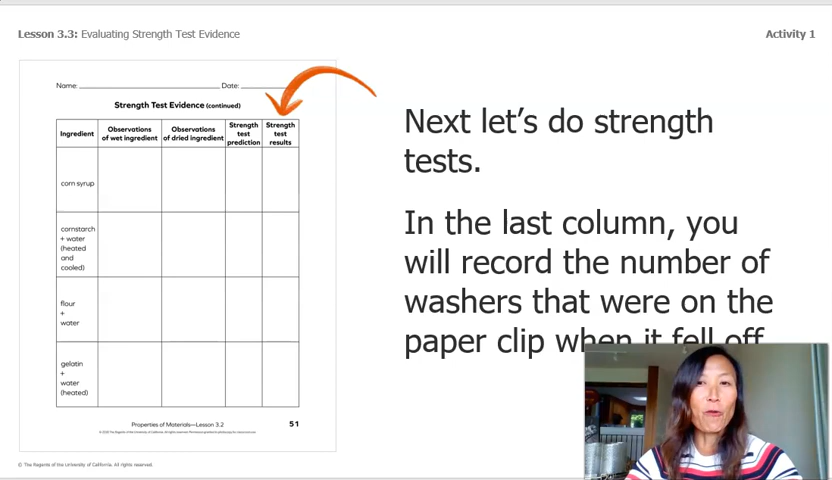 Lesson 3.3: Evaluating Strength Test Evidence
Activity 1
Name: Date:
Strength Test Evidence (continued)
Ingredient
Observations
of wet ingredient
Observations
of dried ingredient
Strength
test
prediction
Strength
test
results
corn syrup
cornstarch
+ water
(heated
and
cooled)
flour
+
water
gelatin
+
water
(heated)
Properties of Materials—Lesson 3.2
51
Next let's do strength
tests.
In the last column, you
will record the number of
washers that were on the
paper clip when it fell off
© The Regents of the University of California. All rights reserved.